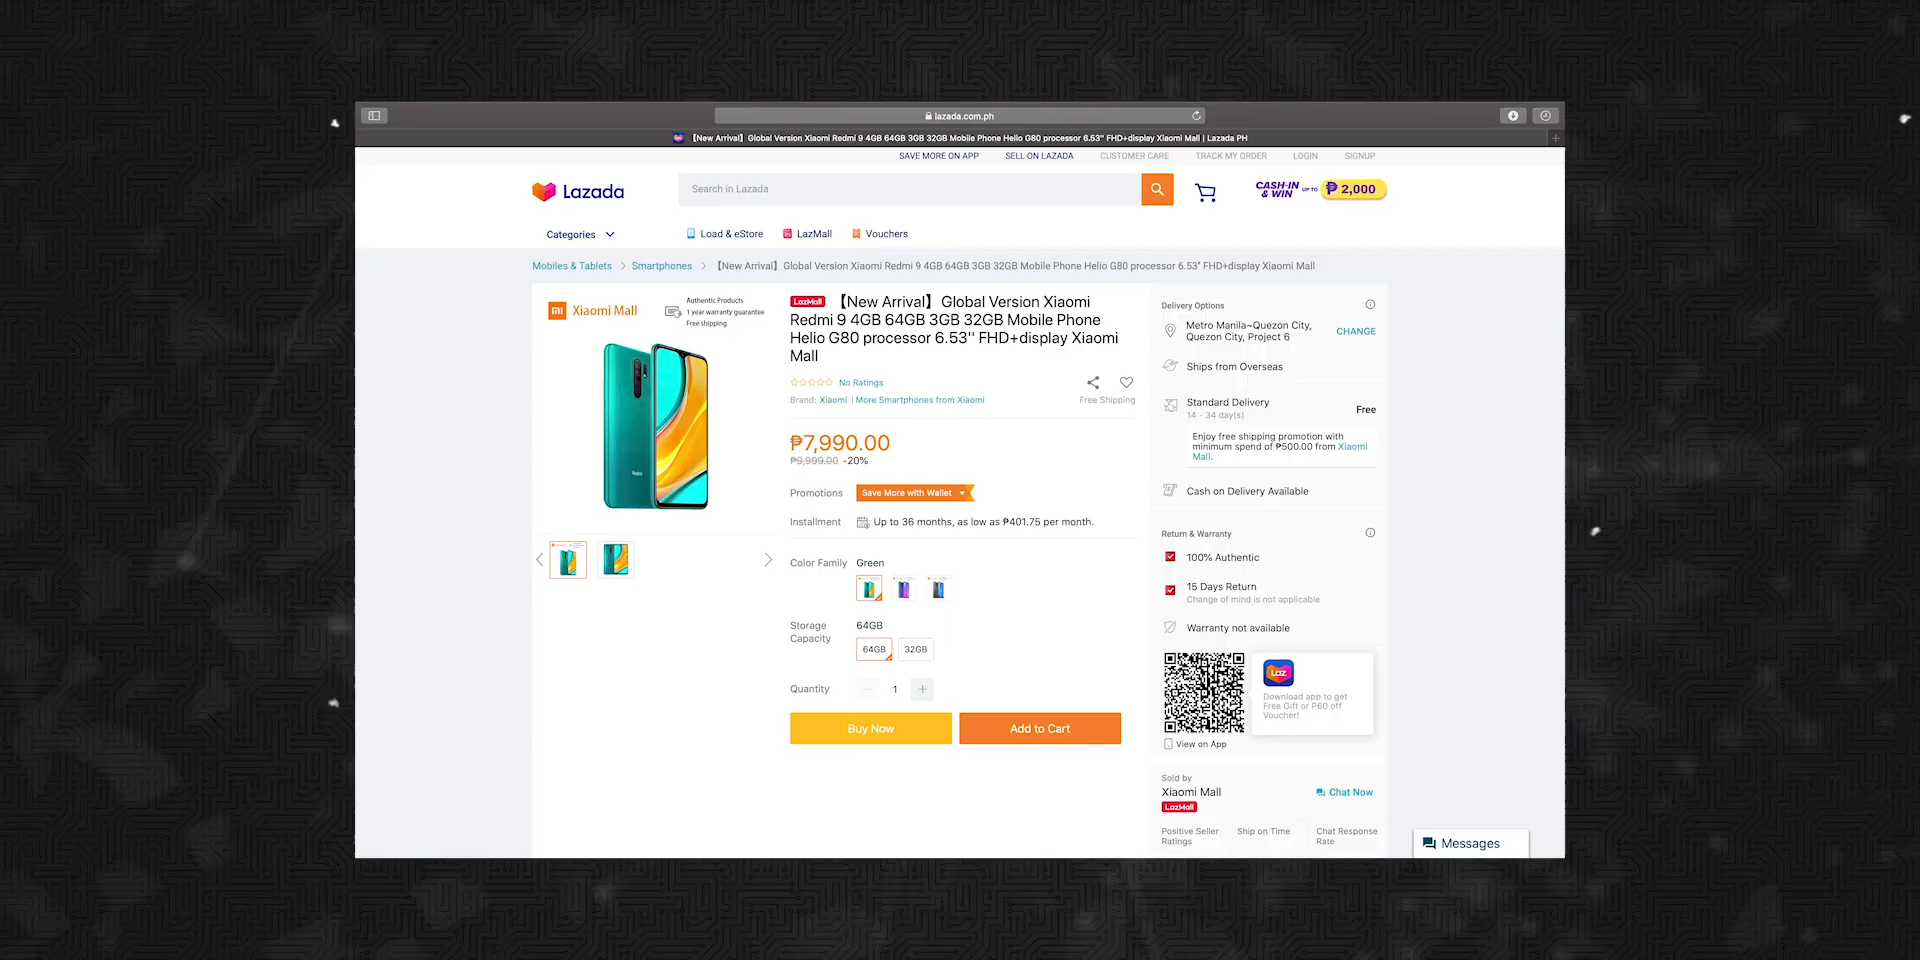 lazada.com.ph
【New Arrival】Global Version Xiaomi Redmi 9 4GB 64GB 3GB 32GB Mobile Phone Helio G80 processor 6.53'' FHD+display Xiaomi Mall | Lazada PH
SAVE MORE ON APP SELL ON LAZADA CUSTOMER CARE TRACK MY ORDER LOGIN SIGNUP
Lazada
Search in Lazada
CASH-IN & WIN UP TO ₱ 2,000
Categories
Load & eStore LazMall Vouchers
Mobiles & Tablets Smartphones 【New Arrival】Global Version Xiaomi Redmi 9 4GB 64GB 3GB 32GB Mobile Phone Helio G80 processor 6.53'' FHD+display Xiaomi Mall
mi Xiaomi Mall
Authentic Products
1 year warranty guarantee
Free shipping
Redmi
LazMall 【New Arrival】Global Version Xiaomi
Redmi 9 4GB 64GB 3GB 32GB Mobile Phone
Helio G80 processor 6.53'' FHD+display Xiaomi
Mall
No Ratings
Brand: Xiaomi | More Smartphones from Xiaomi
Free Shipping
₱7,990.00
₱9,999.00 -20%
Promotions Save More with Wallet
Installment Up to 36 months, as low as ₱401.75 per month.
Color Family Green
Storage Capacity 64GB
64GB 32GB
Quantity 1
Buy Now Add to Cart
Delivery Options
Metro Manila~Quezon City,
Quezon City, Project 6
CHANGE
Ships from Overseas
Standard Delivery
14 - 34 day(s)
Free
Enjoy free shipping promotion with
minimum spend of ₱500.00 from Xiaomi
Mall.
Cash on Delivery Available
Return & Warranty
100% Authentic
15 Days Return
Change of mind is not applicable
Warranty not available
Laz
Download app to get
Free Gift or P60 off
Voucher!
View on App
Sold by
Xiaomi Mall
LazMall
Chat Now
Positive Seller
Ratings
Ship on Time
Chat Response
Rate
Messages